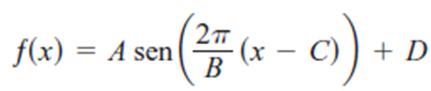 f(x) = A sen(2π/B (x − C)) + D